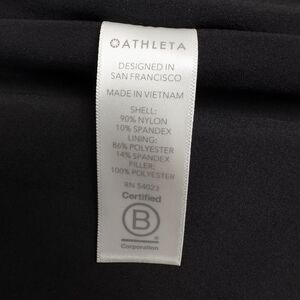 ATHLETA
DESIGNED IN
SAN FRANCISCO
MADE IN VIETNAM
SHELL:
90% NYLON
10% SPANDEX
LINING:
86% POLYESTER
14% SPANDEX
FILLER:
100% POLYESTER
RN 54023
Certified
B
Corporation